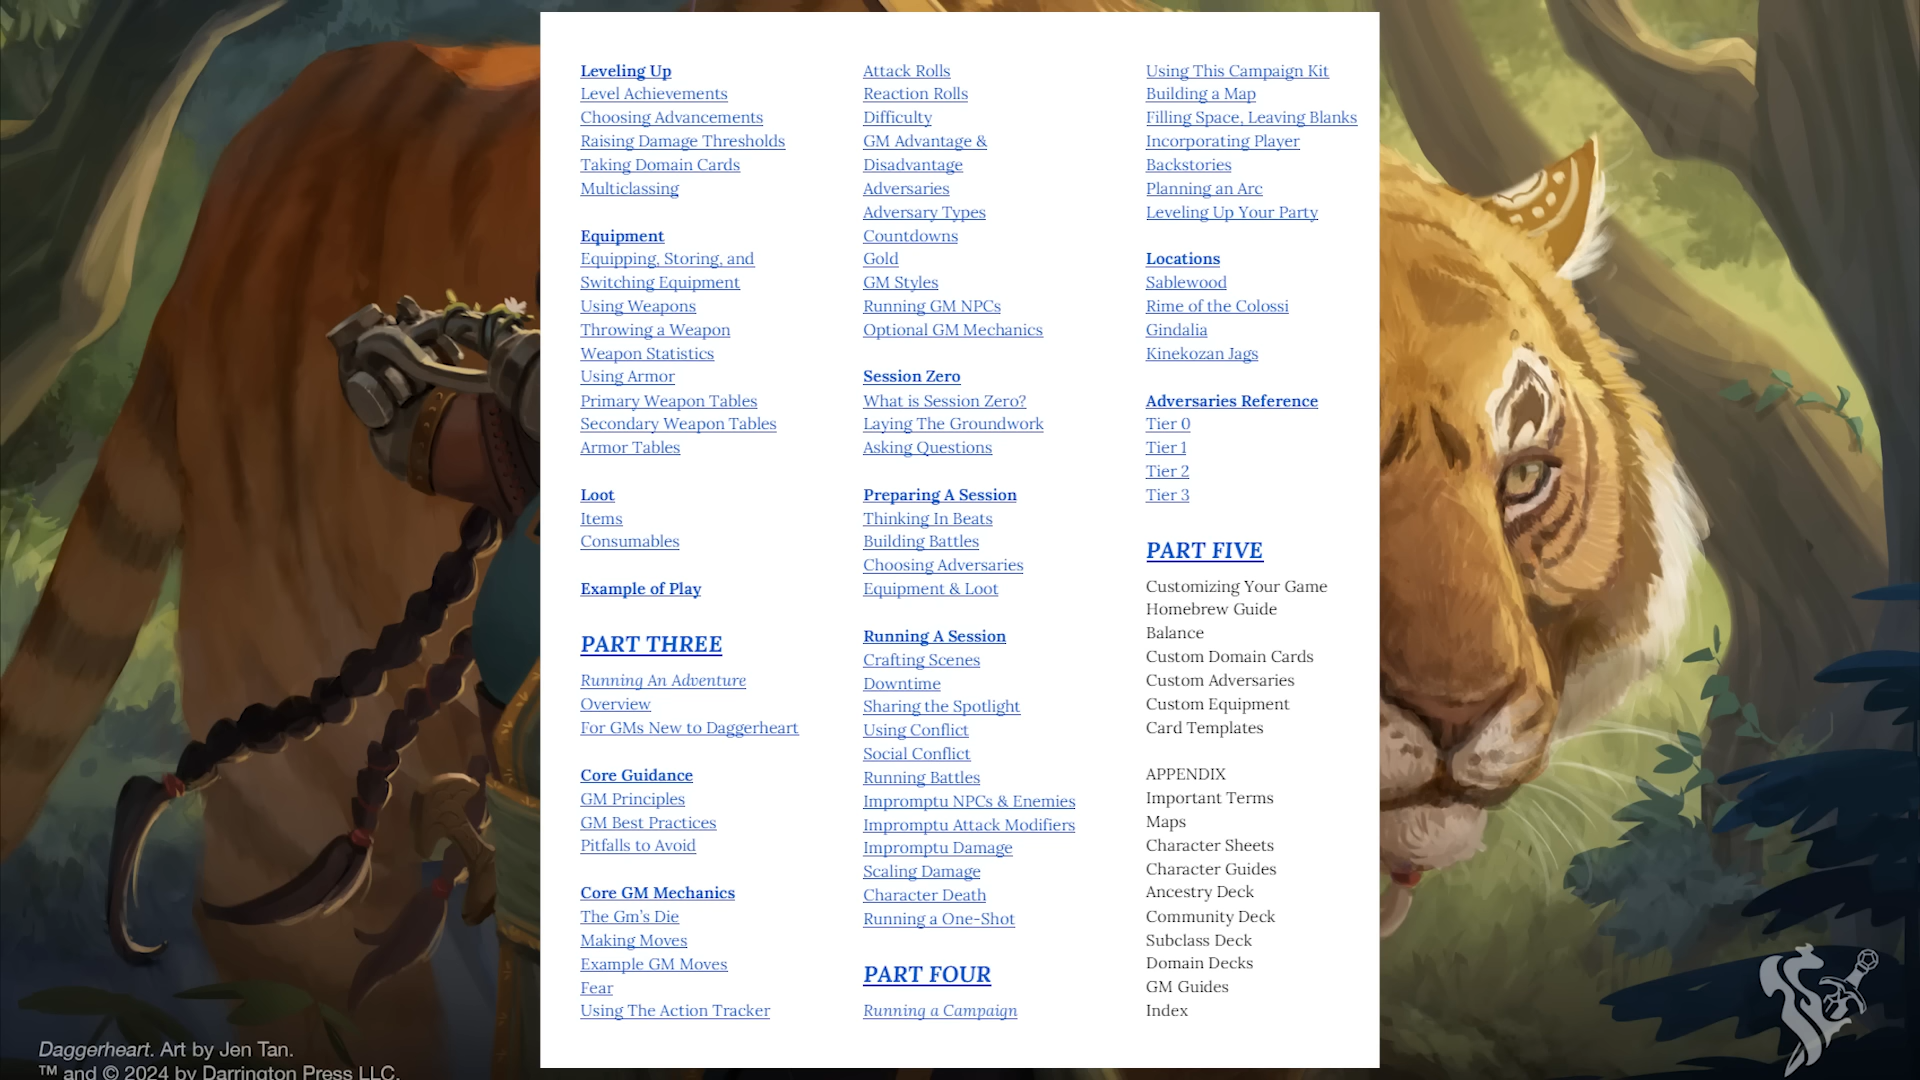 Leveling Up
Level Achievements
Choosing Advancements
Raising Damage Thresholds
Taking Domain Cards
Multiclassing
Equipment
Equipping, Storing, and
Switching Equipment
Using Weapons
Throwing a Weapon
Weapon Statistics
Using Armor
Primary Weapon Tables
Secondary Weapon Tables
Armor Tables
Loot
Items
Consumables
Example of Play
PART THREE
Running An Adventure
Overview
For GMs New to Daggerheart
Core Guidance
GM Principles
GM Best Practices
Pitfalls to Avoid
Core GM Mechanics
The Gm's Die
Making Moves
Example GM Moves
Fear
Using The Action Tracker
Attack Rolls
Reaction Rolls
Difficulty
GM Advantage &
Disadvantage
Adversaries
Adversary Types
Countdowns
Gold
GM Styles
Running GM NPCs
Optional GM Mechanics
Session Zero
What is Session Zero?
Laying The Groundwork
Asking Questions
Preparing A Session
Thinking In Beats
Building Battles
Choosing Adversaries
Equipment & Loot
Running A Session
Crafting Scenes
Downtime
Sharing the Spotlight
Using Conflict
Social Conflict
Running Battles
Impromptu NPCs & Enemies
Impromptu Attack Modifiers
Impromptu Damage
Scaling Damage
Character Death
Running a One-Shot
PART FOUR
Running a Campaign
Using This Campaign Kit
Building a Map
Filling Space, Leaving Blanks
Incorporating Player
Backstories
Planning an Arc
Leveling Up Your Party
Locations
Sablewood
Rime of the Colossi
Gindalia
Kinekozan Jags
Adversaries Reference
Tier 0
Tier 1
Tier 2
Tier 3
PART FIVE
Customizing Your Game
Homebrew Guide
Balance
Custom Domain Cards
Custom Adversaries
Custom Equipment
Card Templates
APPENDIX
Important Terms
Maps
Character Sheets
Character Guides
Ancestry Deck
Community Deck
Subclass Deck
Domain Decks
GM Guides
Index
Daggerheart. Art by Jen Tan.
™ and © 2024 by Darrington Press LLC.